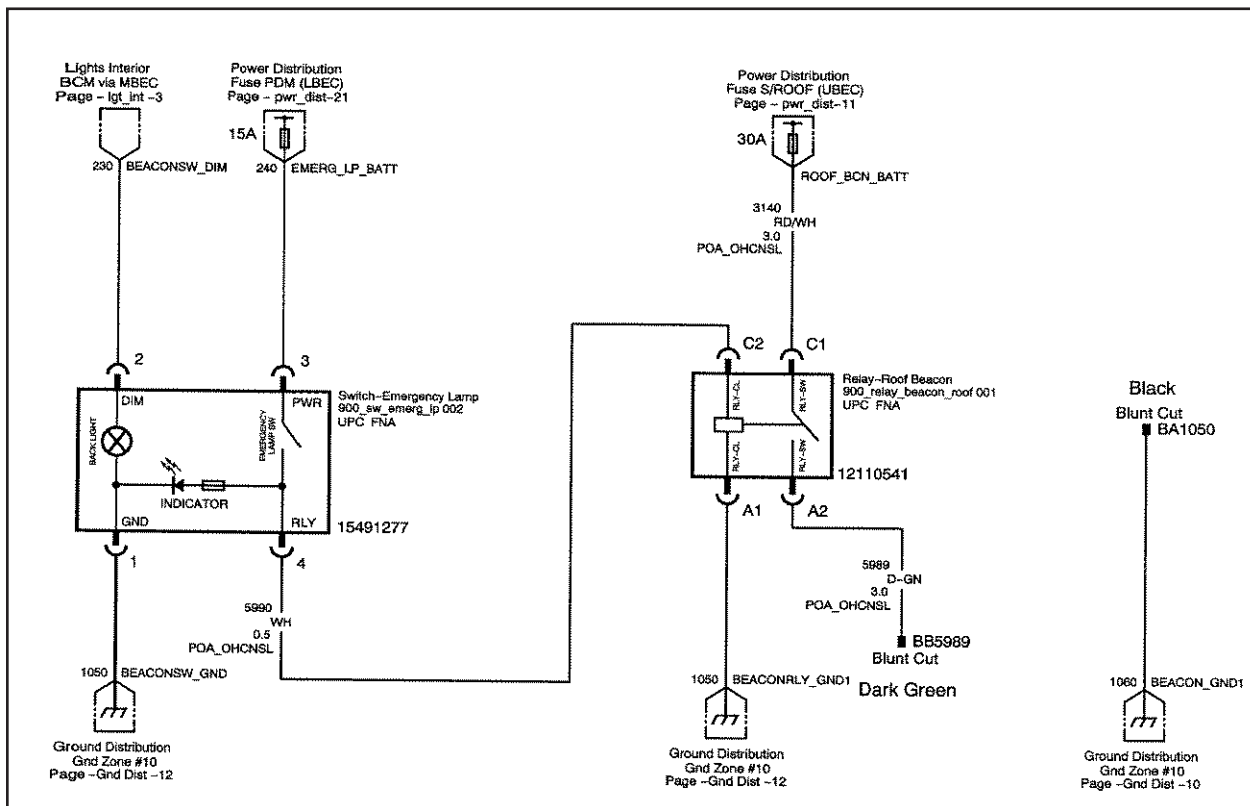 Lights Interior
BCM via MBEC
Page - lgt_int -3
Power Distribution
Fuse PDM (LBEC)
Page - pwr_dist-21
15A
230
BEACONSW_DIM
240
EMERG_LP_BATT
Power Distribution
Fuse S/ROOF (UBEC)
Page - pwr_dist-11
30A
ROOF_BCN_BATT
3140
RD/WH
3.0
POA_OHCNSL
2
3
DIM
PWR
BACK LIGHT
EMERGENCY
LAMP SW
INDICATOR
GND
RLY
Switch-Emergency Lamp
900_sw_emerg_lp 002
UPC FNA
15491277
1
4
5990
WH
0.5
POA_OHCNSL
1050
BEACONSW_GND
Ground Distribution
Gnd Zone #10
Page -Gnd Dist -12
C2
C1
RLY-CL
RLY-SW
RLY-CL
RLY-SW
Relay-Roof Beacon
900_relay_beacon_roof 001
UPC FNA
12110541
A1
A2
5989
D-GN
3.0
POA_OHCNSL
BB5989
Blunt Cut
Dark Green
1050
BEACONRLY_GND1
Ground Distribution
Gnd Zone #10
Page -Gnd Dist -12
Black
Blunt Cut
BA1050
1060
BEACON_GND1
Ground Distribution
Gnd Zone #10
Page -Gnd Dist -10